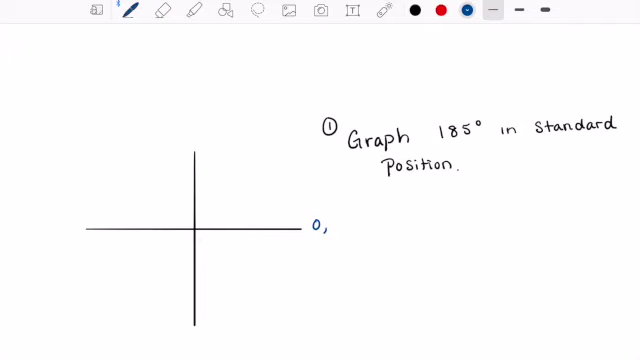 ① Graph 185° in standard
Position.
0,